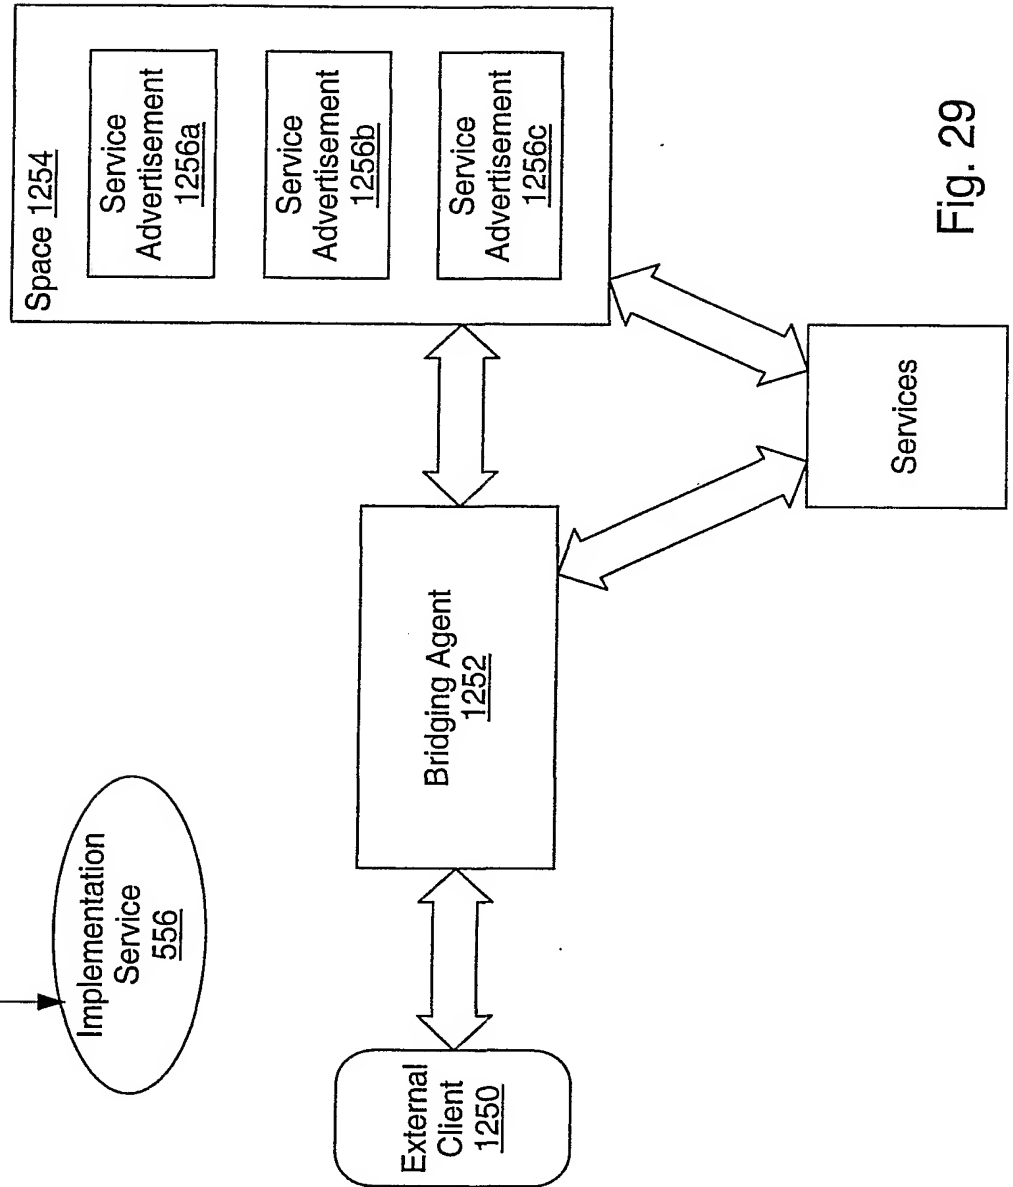 Implementation
Service
556
External
Client
1250
Bridging Agent
1252
Space 1254
Service
Advertisement
1256a
Service
Advertisement
1256b
Service
Advertisement
1256c
Services
Fig. 29